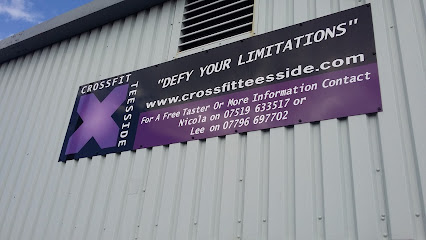 CROSSFIT
TEESSIDE
"DEFY YOUR LIMITATIONS"
www.crossfitteesside.com
For A Free Taster Or More Information Contact
Nicola on 07519 633517 or
Lee on 07796 697702